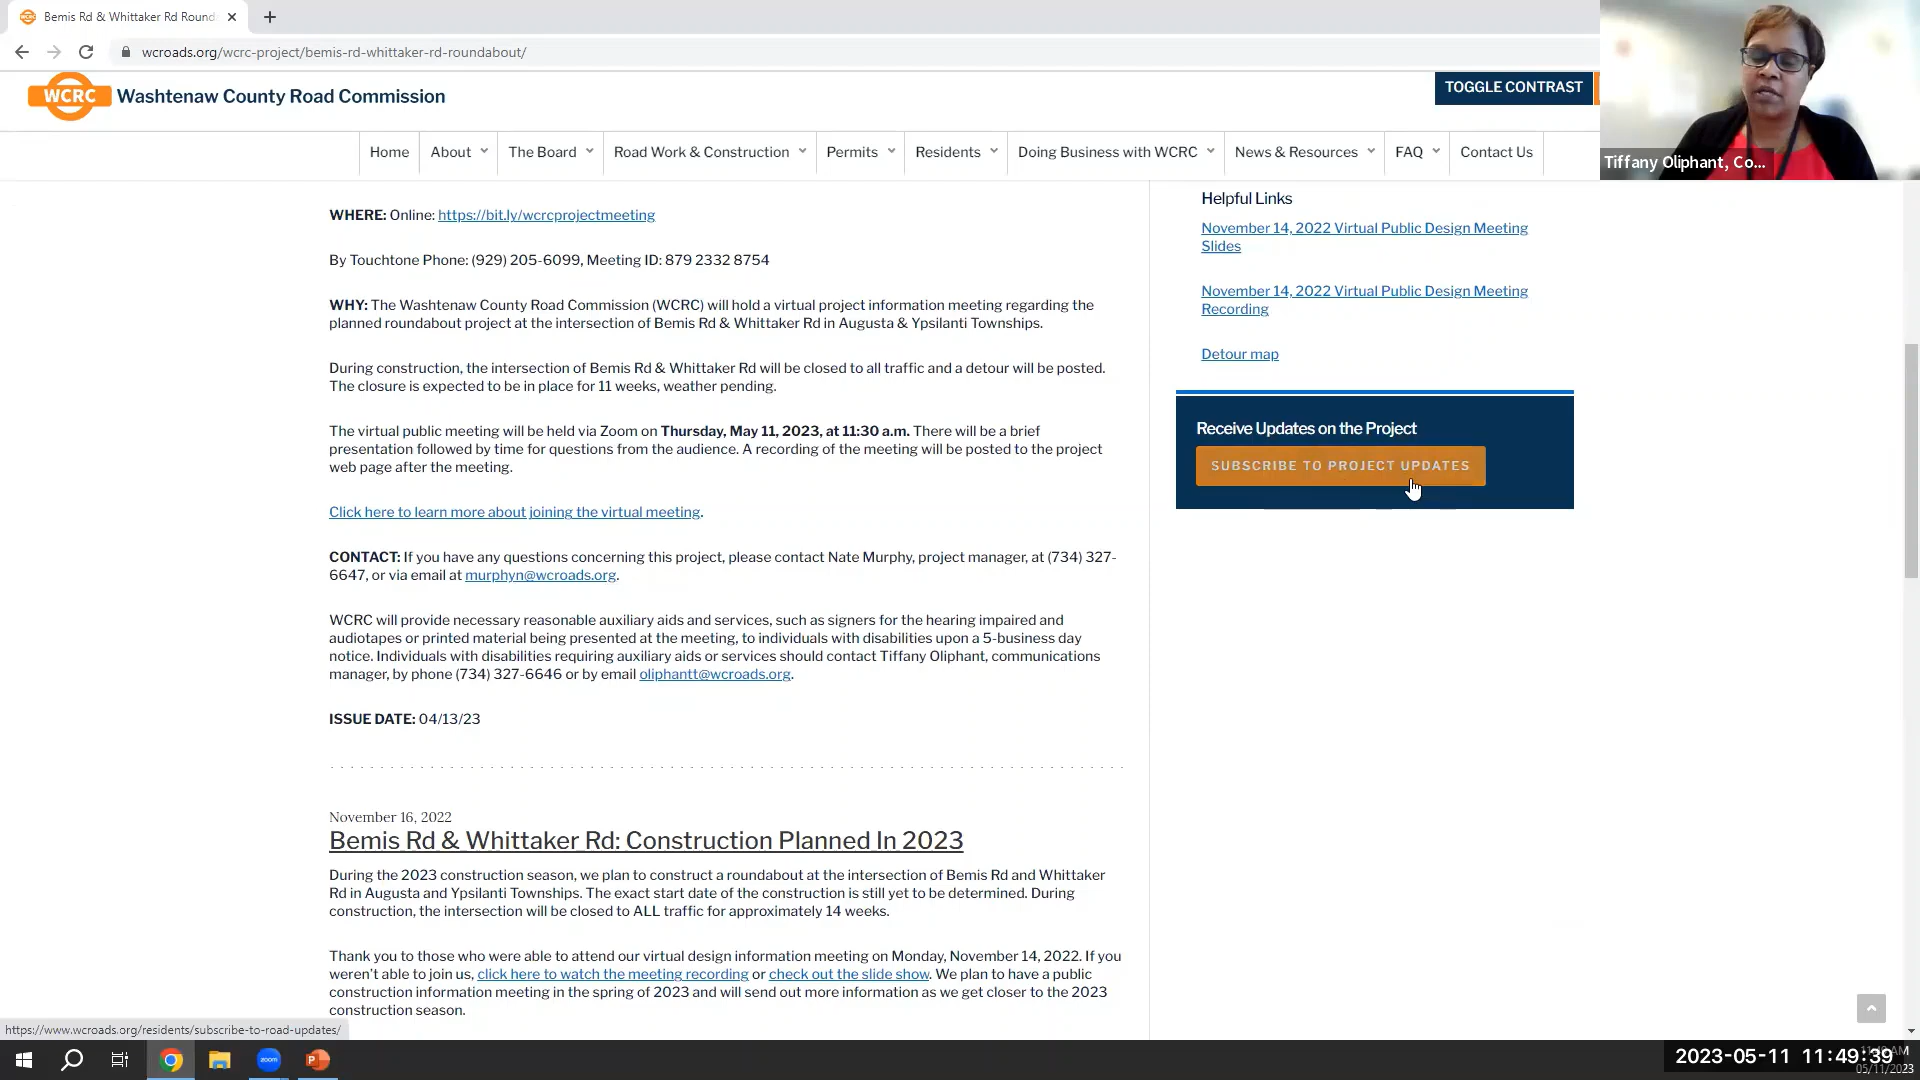 Bemis Rd & Whittaker Rd Round
wcroads.org/wcrc-project/bemis-rd-whittaker-rd-roundabout/
WCRC Washtenaw County Road Commission
TOGGLE CONTRAST
Home About The Board Road Work & Construction Permits Residents Doing Business with WCRC News & Resources FAQ Contact Us
Tiffany Oliphant, Co...
WHERE: Online: https://bit.ly/wcrcprojectmeeting
By Touchtone Phone: (929) 205-6099, Meeting ID: 879 2332 8754
WHY: The Washtenaw County Road Commission (WCRC) will hold a virtual project information meeting regarding the
planned roundabout project at the intersection of Bemis Rd & Whittaker Rd in Augusta & Ypsilanti Townships.
During construction, the intersection of Bemis Rd & Whittaker Rd will be closed to all traffic and a detour will be posted.
The closure is expected to be in place for 11 weeks, weather pending.
The virtual public meeting will be held via Zoom on Thursday, May 11, 2023, at 11:30 a.m. There will be a brief
presentation followed by time for questions from the audience. A recording of the meeting will be posted to the project
web page after the meeting.
Click here to learn more about joining the virtual meeting.
CONTACT: If you have any questions concerning this project, please contact Nate Murphy, project manager, at (734) 327-
6647, or via email at murphyn@wcroads.org.
WCRC will provide necessary reasonable auxiliary aids and services, such as signers for the hearing impaired and
audiotapes or printed material being presented at the meeting, to individuals with disabilities upon a 5-business day
notice. Individuals with disabilities requiring auxiliary aids or services should contact Tiffany Oliphant, communications
manager, by phone (734) 327-6646 or by email oliphantt@wcroads.org.
ISSUE DATE: 04/13/23
November 16, 2022
Bemis Rd & Whittaker Rd: Construction Planned In 2023
During the 2023 construction season, we plan to construct a roundabout at the intersection of Bemis Rd and Whittaker
Rd in Augusta and Ypsilanti Townships. The exact start date of the construction is still yet to be determined. During
construction, the intersection will be closed to ALL traffic for approximately 14 weeks.
Thank you to those who were able to attend our virtual design information meeting on Monday, November 14, 2022. If you
weren't able to join us, click here to watch the meeting recording or check out the slide show. We plan to have a public
construction information meeting in the spring of 2023 and will send out more information as we get closer to the 2023
construction season.
Helpful Links
November 14, 2022 Virtual Public Design Meeting
Slides
November 14, 2022 Virtual Public Design Meeting
Recording
Detour map
Receive Updates on the Project
SUBSCRIBE TO PROJECT UPDATES
https://www.wcroads.org/residents/subscribe-to-road-updates/
zoom
2023-05-11 11:49:39
05/11/2023